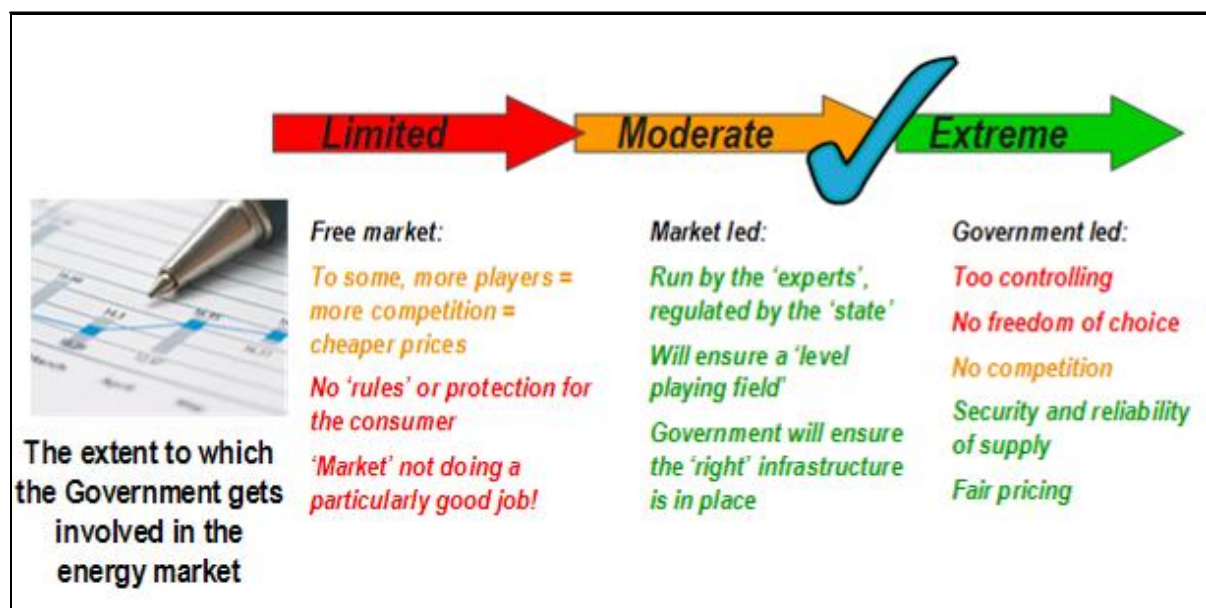 Limited
Moderate
Extreme
Free market:
To some, more players =
more competition =
cheaper prices
No ‘rules’ or protection for
the consumer
‘Market’ not doing a
particularly good job!
Market led:
Run by the ‘experts’,
regulated by the ‘state’
Will ensure a ‘level
playing field’
Government will ensure
the ‘right’ infrastructure
is in place
Government led:
Too controlling
No freedom of choice
No competition
Security and reliability
of supply
Fair pricing
March
April
The extent to which
the Government gets
involved in the
energy market